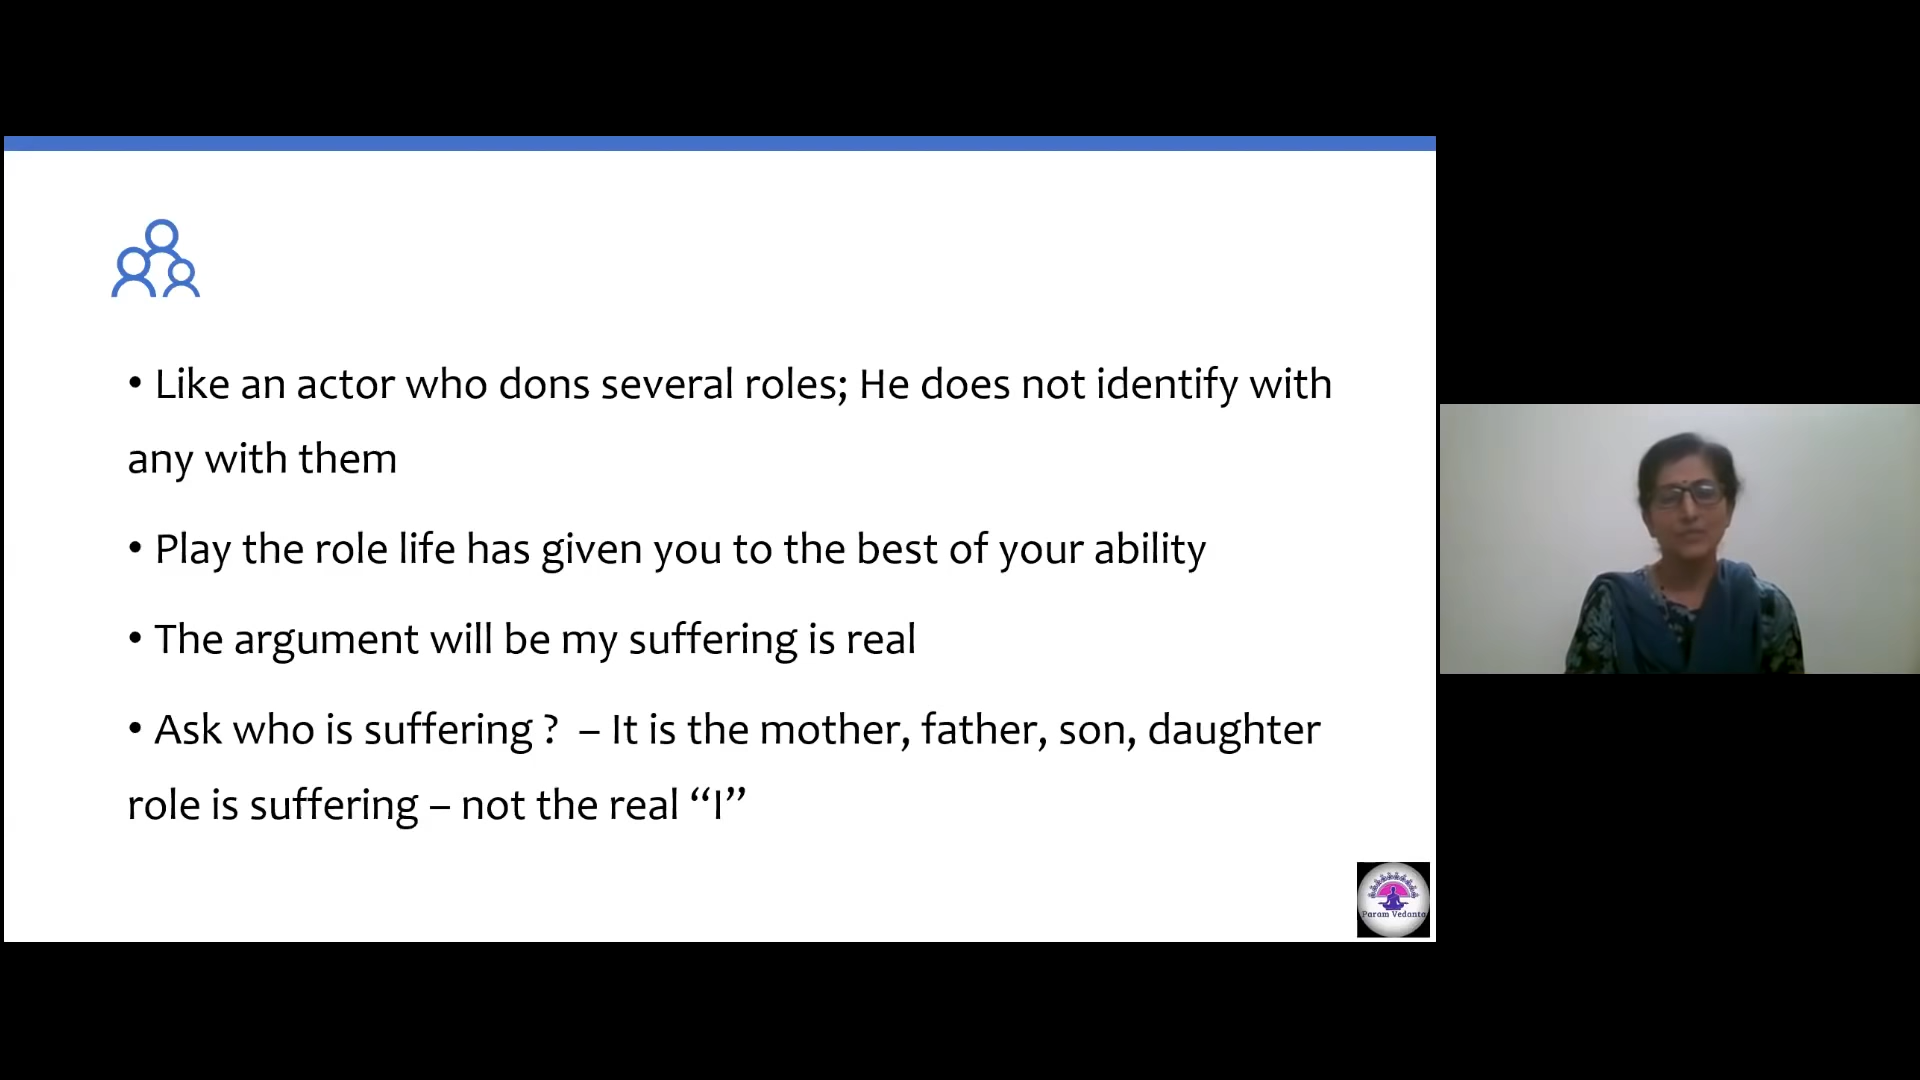 • Like an actor who dons several roles; He does not identify with
any with them
• Play the role life has given you to the best of your ability
• The argument will be my suffering is real
• Ask who is suffering ?  – It is the mother, father, son, daughter
role is suffering – not the real “I”
Param Vedanta